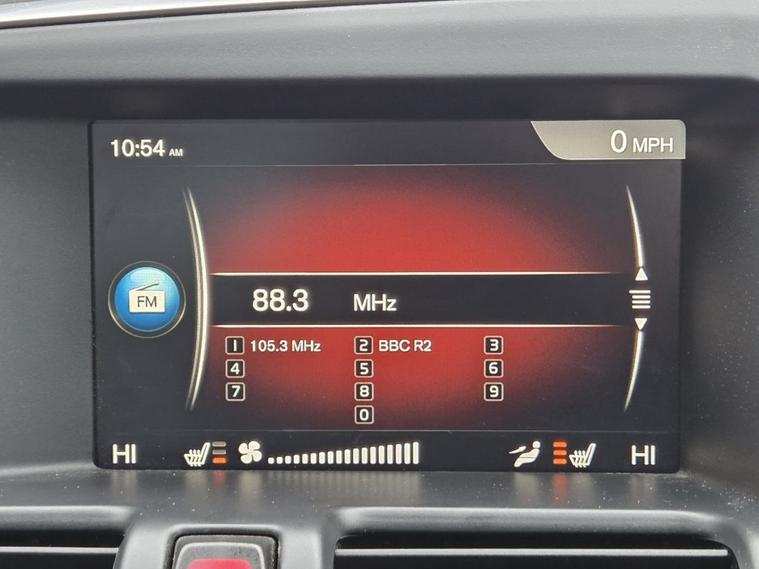 10:54 AM
0 MPH
FM
88.3 MHz
1 105.3 MHz 2 BBC R2 3
4 5 6
7 8 9
0
HI HI